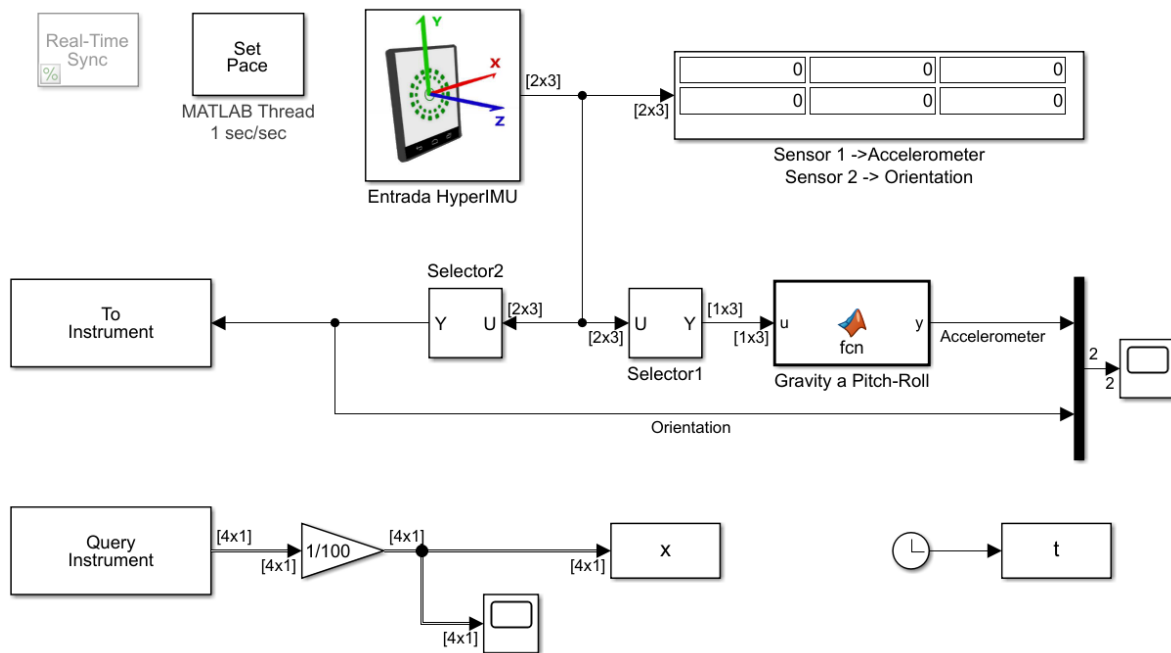 Real-Time
Sync
%
Set
Pace
MATLAB Thread
1 sec/sec
Y
X
Z
Entrada HyperIMU
[2x3]
[2x3]
0 0 0
0 0 0
Sensor 1 ->Accelerometer
Sensor 2 -> Orientation
To
Instrument
Selector2
Y U
[2x3]
[2x3]
U Y
Selector1
[1x3]
[1x3]
u y
fcn
Gravity a Pitch-Roll
Accelerometer
Orientation
2
2
Query
Instrument
[4x1]
[4x1]
1/100
[4x1]
[4x1]
x
[4x1]
t